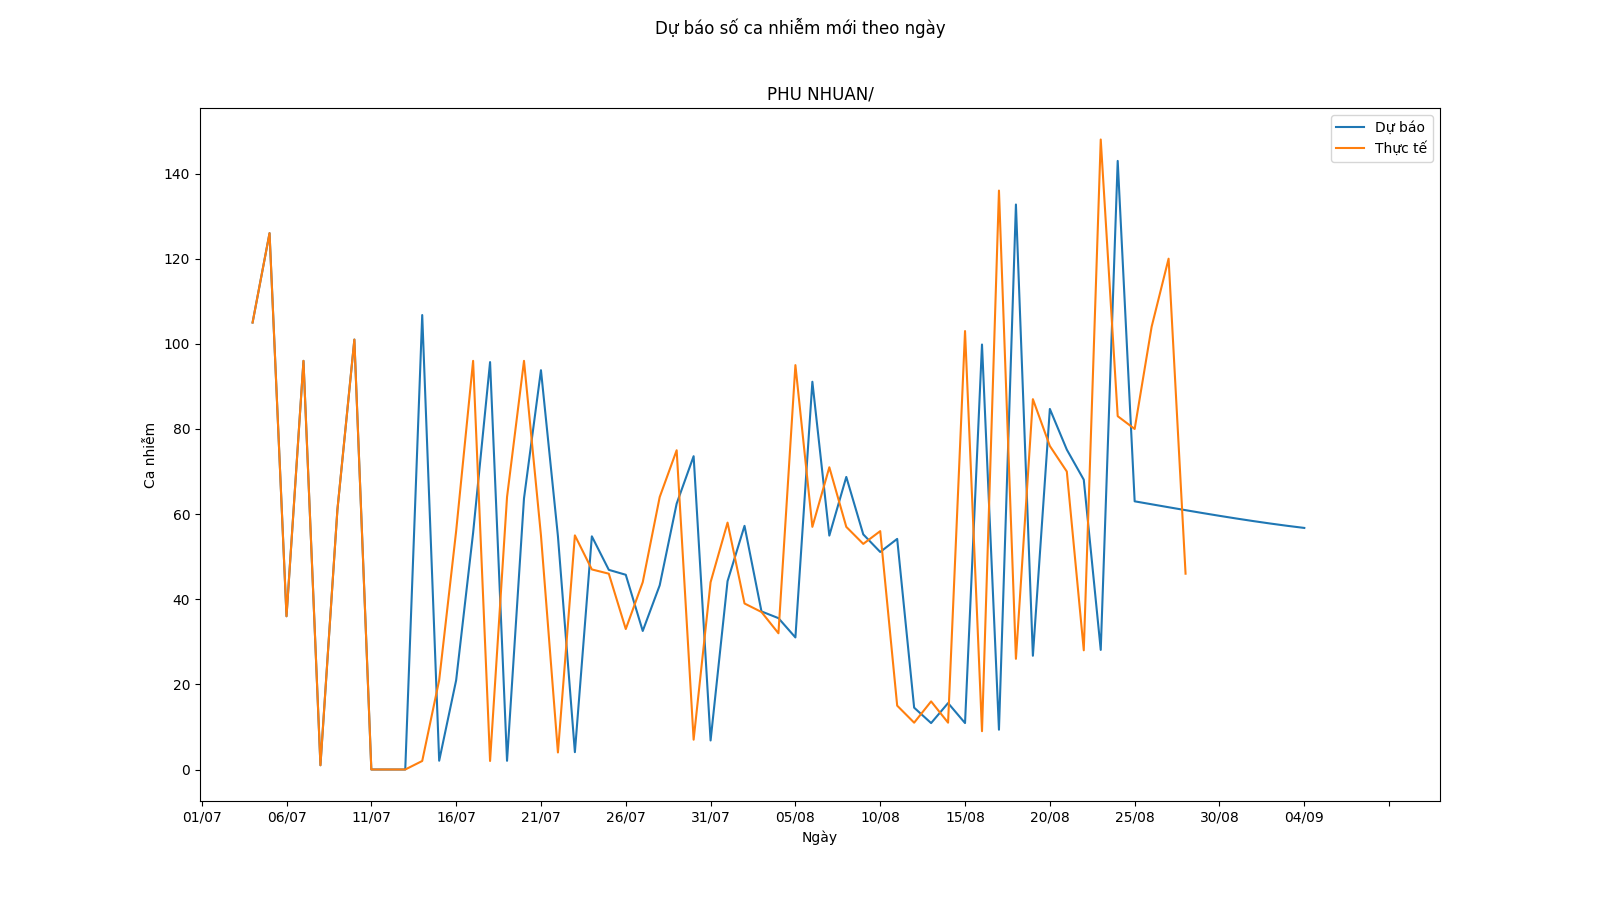 Dự báo số ca nhiễm mới theo ngày
PHU NHUAN/
Dự báo
Thực tế
140
120
100
80
60
40
20
0
Ca nhiễm
01/07 06/07 11/07 16/07 21/07 26/07 31/07 05/08 10/08 15/08 20/08 25/08 30/08 04/09
Ngày